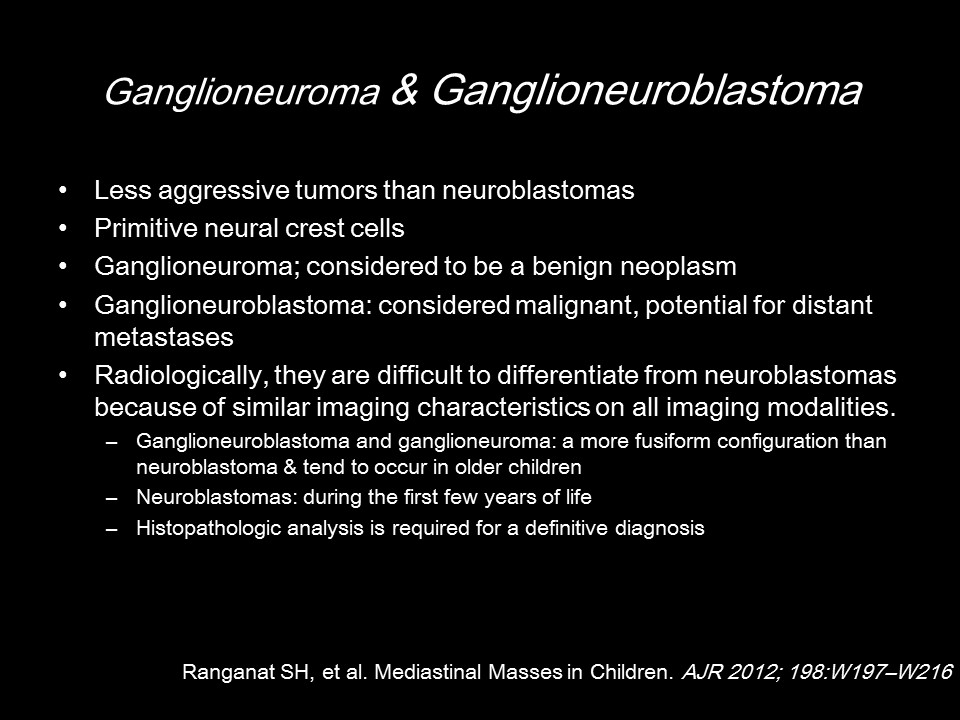 Ganglioneuroma & Ganglioneuroblastoma
• Less aggressive tumors than neuroblastomas
• Primitive neural crest cells
• Ganglioneuroma; considered to be a benign neoplasm
• Ganglioneuroblastoma: considered malignant, potential for distant
metastases
• Radiologically, they are difficult to differentiate from neuroblastomas
because of similar imaging characteristics on all imaging modalities.
– Ganglioneuroblastoma and ganglioneuroma: a more fusiform configuration than
neuroblastoma & tend to occur in older children
– Neuroblastomas: during the first few years of life
– Histopathologic analysis is required for a definitive diagnosis
Ranganat SH, et al. Mediastinal Masses in Children. AJR 2012; 198:W197–W216